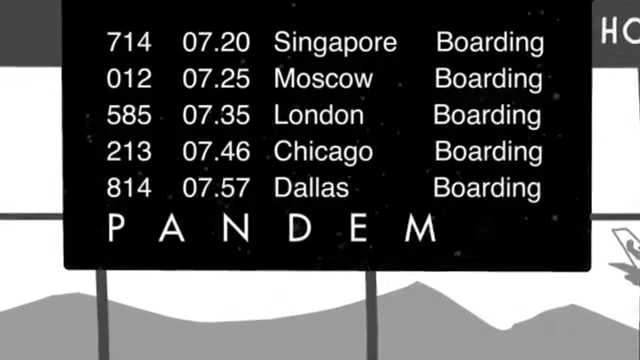 714 07.20 Singapore Boarding
012 07.25 Moscow Boarding
585 07.35 London Boarding
213 07.46 Chicago Boarding
814 07.57 Dallas Boarding
P A N D E M
HO